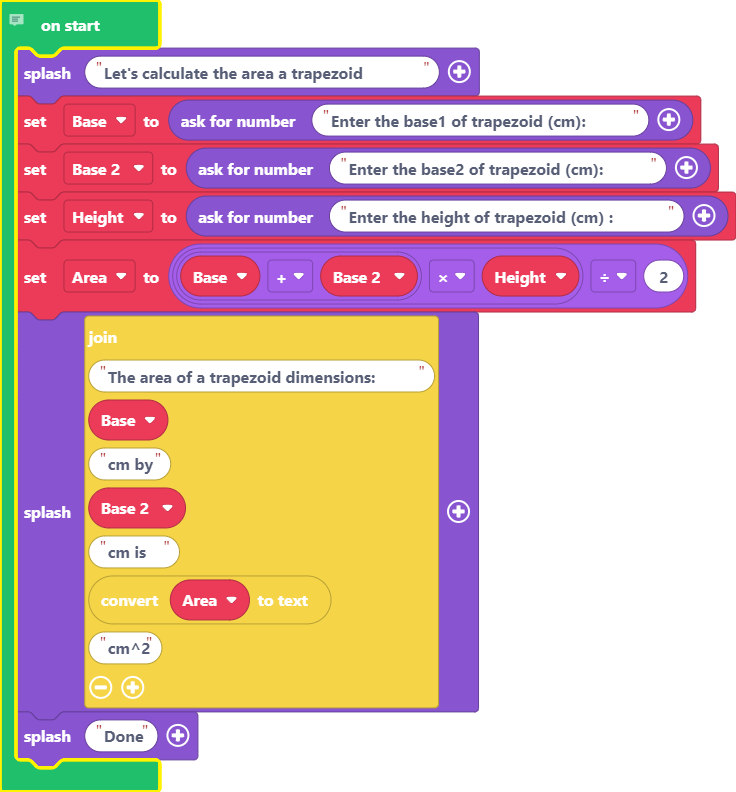 on start
splash "Let's calculate the area a trapezoid "
set Base to ask for number "Enter the base1 of trapezoid (cm): "
set Base 2 to ask for number "Enter the base2 of trapezoid (cm): "
set Height to ask for number "Enter the height of trapezoid (cm) : "
set Area to Base + Base 2 × Height ÷ 2
join
"The area of a trapezoid dimensions: "
Base
"cm by"
Base 2
splash
"cm is "
convert Area to text
"cm^2"
splash "Done"